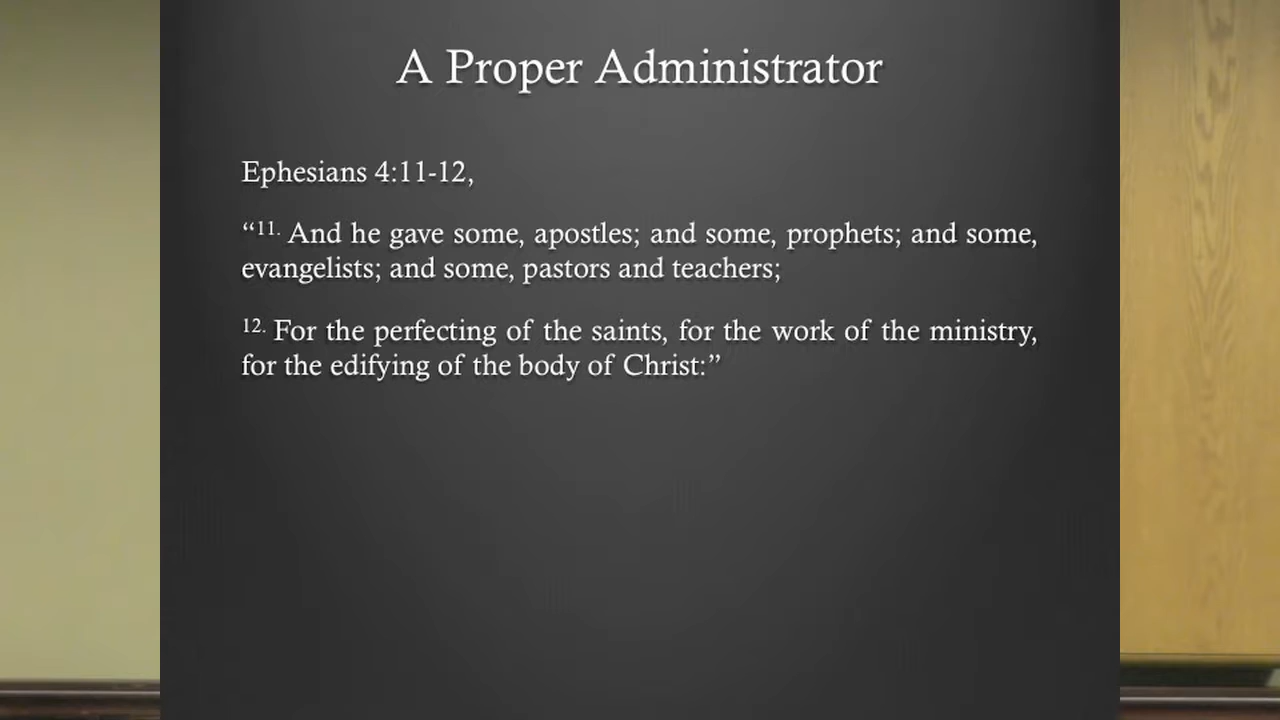 A Proper Administrator
Ephesians 4:11-12,
“11. And he gave some, apostles; and some, prophets; and some,
evangelists; and some, pastors and teachers;
12. For the perfecting of the saints, for the work of the ministry,
for the edifying of the body of Christ:”